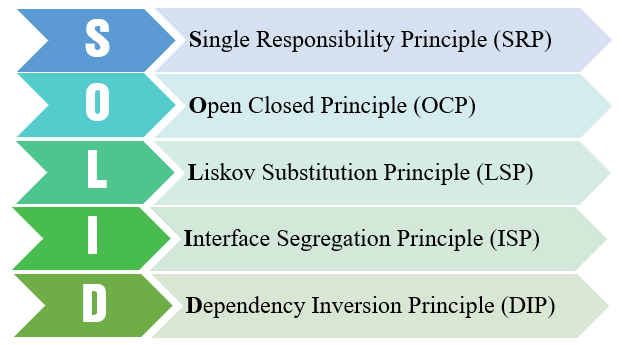 S Single Responsibility Principle (SRP)
O Open Closed Principle (OCP)
L Liskov Substitution Principle (LSP)
I Interface Segregation Principle (ISP)
D Dependency Inversion Principle (DIP)